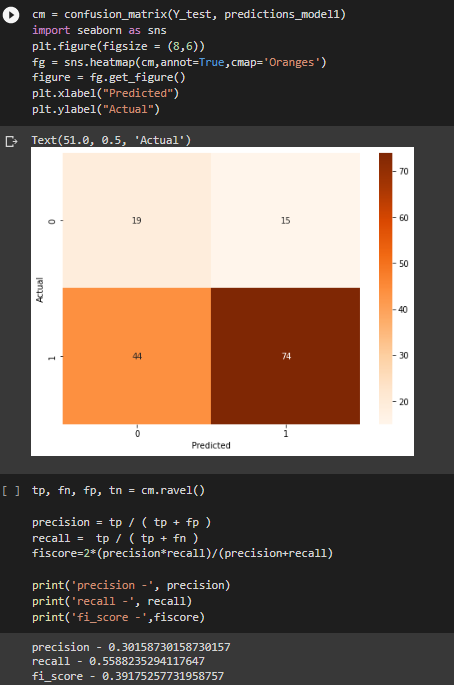 cm = confusion_matrix(Y_test, predictions_model1)
import seaborn as sns
plt.figure(figsize = (8,6))
fg = sns.heatmap(cm,annot=True,cmap='Oranges')
figure = fg.get_figure()
plt.xlabel("Predicted")
plt.ylabel("Actual")
Text(51.0, 0.5, 'Actual')
70
60
50
40
30
20
0
19
15
Actual
1
44
74
0
1
Predicted
[ ]
tp, fn, fp, tn = cm.ravel()
precision = tp / ( tp + fp )
recall =  tp / ( tp + fn )
fiscore=2*(precision*recall)/(precision+recall)
print('precision -', precision)
print('recall -', recall)
print('fi_score -',fiscore)
precision - 0.30158730158730157
recall - 0.5588235294117647
fi_score - 0.39175257731958757